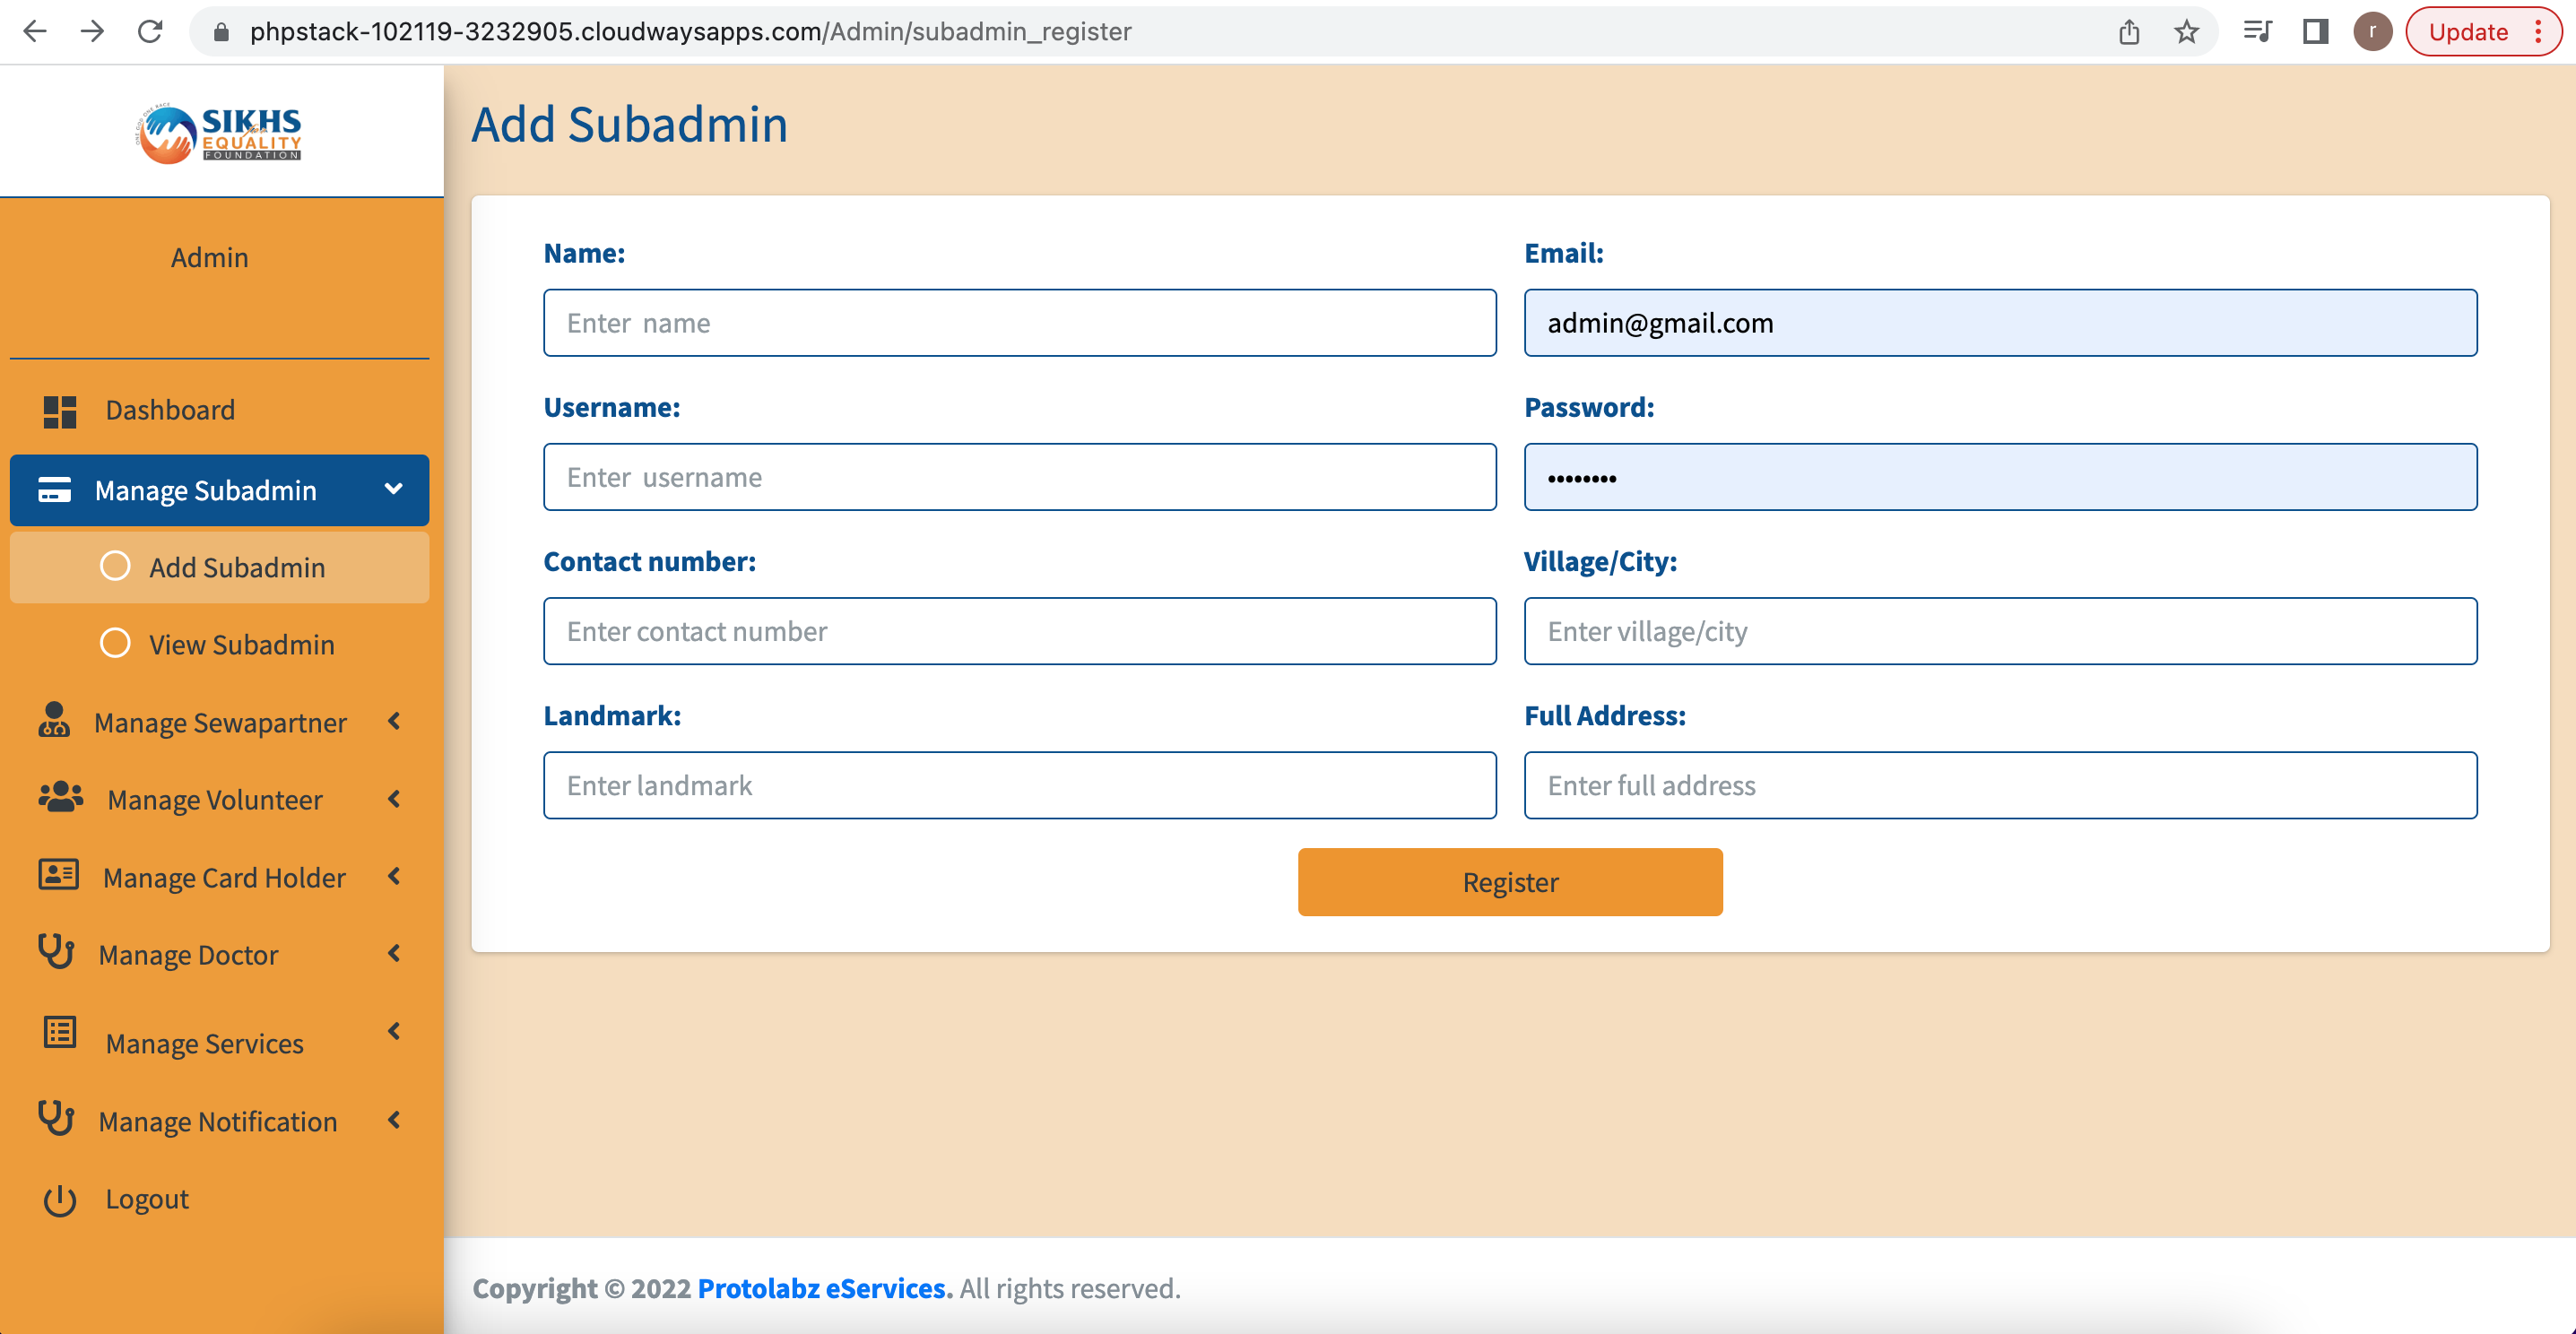 phpstack-102119-3232905.cloudwaysapps.com/Admin/subadmin_register
r
Update
SIKHS
EQUALITY
FOUNDATION
Admin
Dashboard
Manage Subadmin
Add Subadmin
View Subadmin
Manage Sewapartner
Manage Volunteer
Manage Card Holder
Manage Doctor
Manage Services
Manage Notification
Logout
Add Subadmin
Name:
Enter name
Email:
admin@gmail.com
Username:
Enter username
Password:
••••••••
Contact number:
Enter contact number
Village/City:
Enter village/city
Landmark:
Enter landmark
Full Address:
Enter full address
Register
Copyright © 2022 Protolabz eServices. All rights reserved.